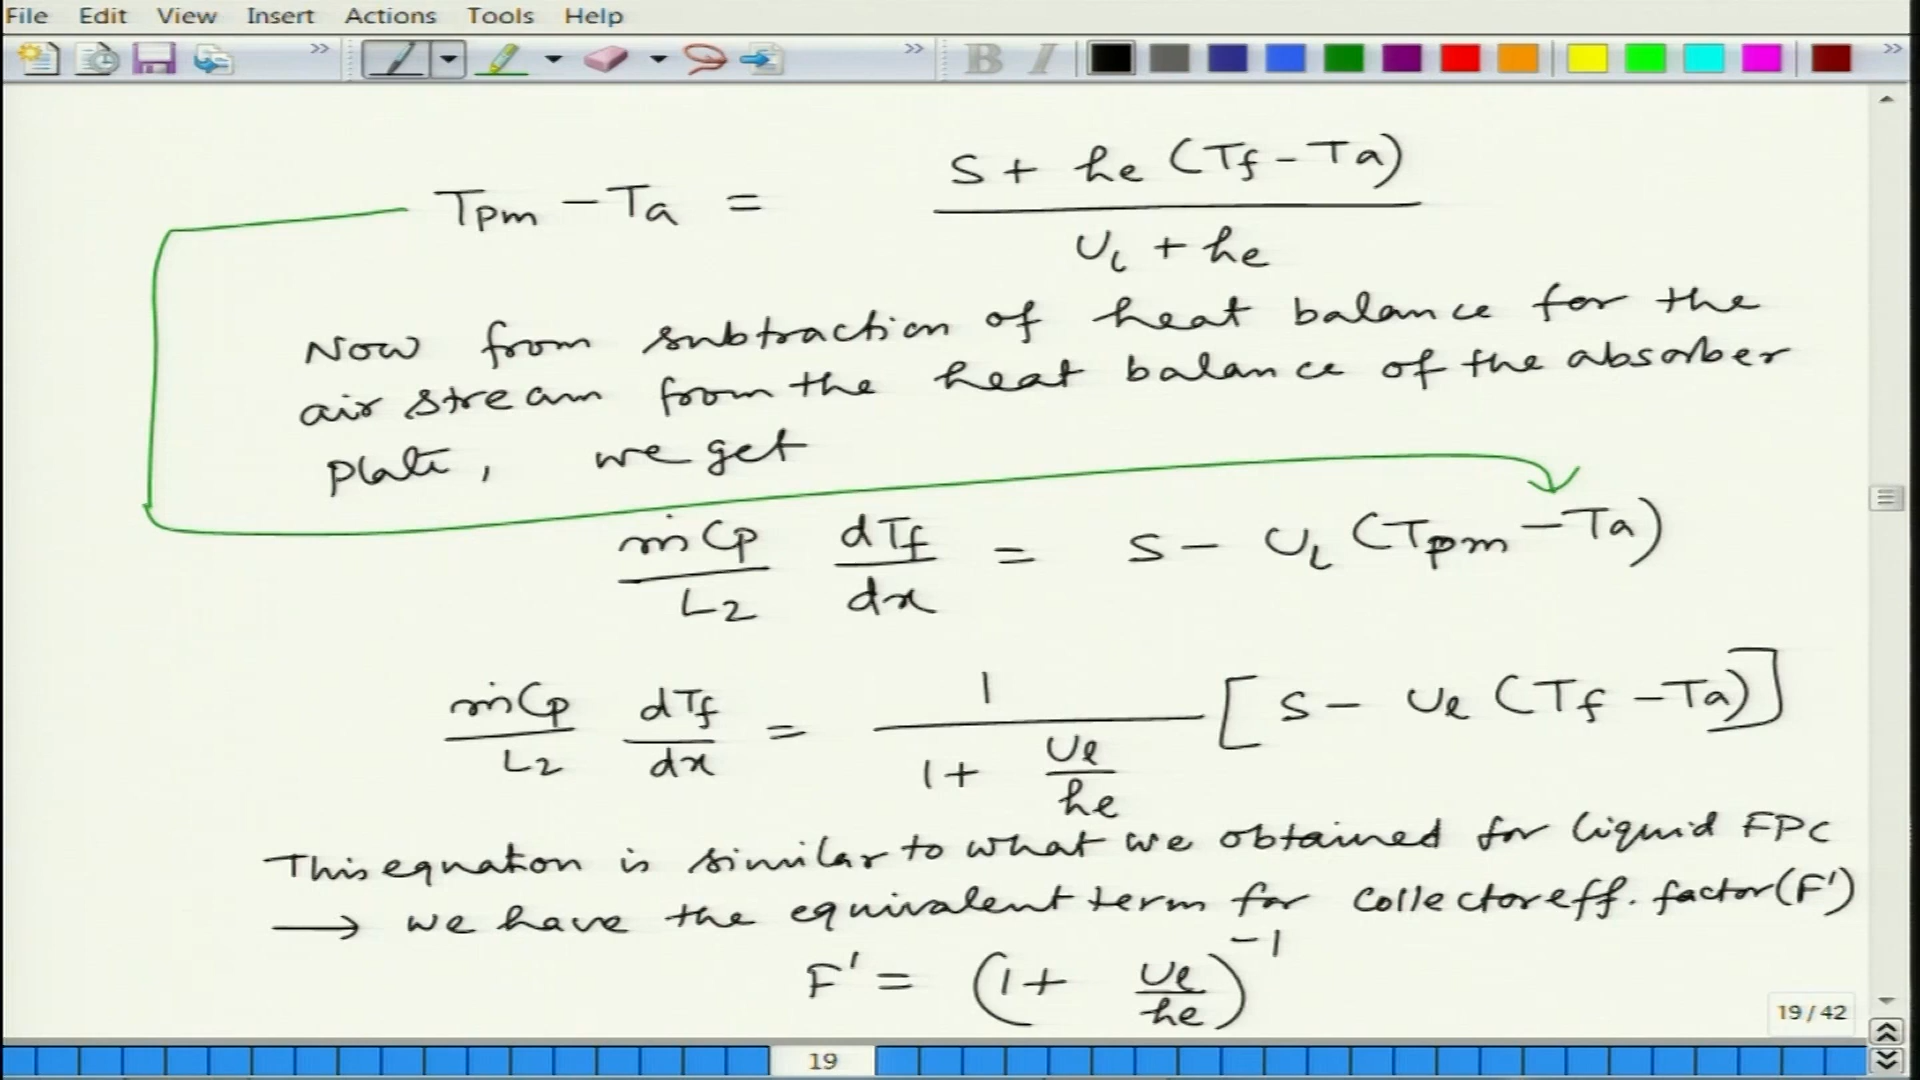 File Edit View Insert Actions Tools Help
B I
Tpm - Ta = S + he (Tf - Ta) / UL + he
Now from subtraction of heat balance for the
air stream from the heat balance of the absorber
plate, we get
ṁCp / L2 dTf / dx = S - UL (Tpm - Ta)
ṁCp / L2 dTf / dx = 1 / 1 + Ul / he [S - Ul (Tf - Ta)]
This equation is similar to what we obtained for liquid FPC
→ we have the equivalent term for collector eff. factor (F')
F' = (1 + Ul / he)^-1
19 / 42
19